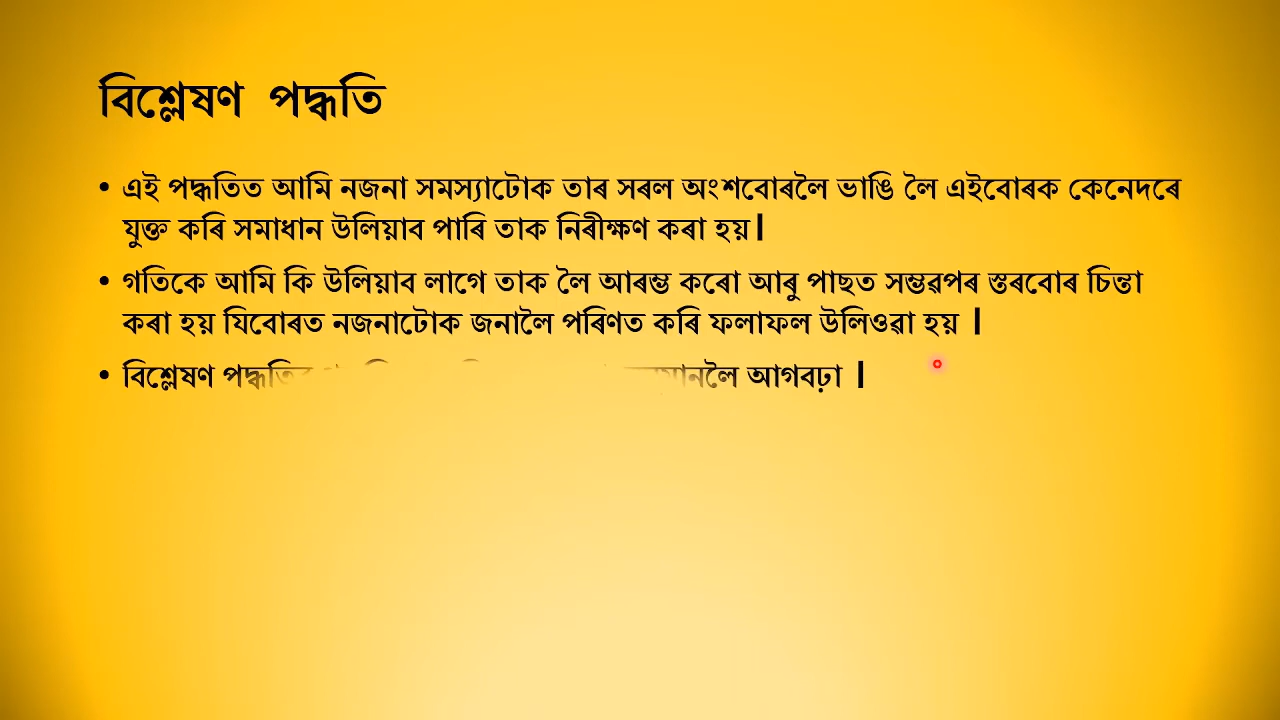 বিশ্লেষণ পদ্ধতি
• এই পদ্ধতিত আমি নজনা সমস্যাটোক তাৰ সৰল অংশবোৰলৈ ভাঙি লৈ এইবোৰক কেনেদৰে
যুক্ত কৰি সমাধান উলিয়াব পাৰি তাক নিৰীক্ষণ কৰা হয়।
• গতিকে আমি কি উলিয়াব লাগে তাক লৈ আৰম্ভ কৰো আৰু পাছত সম্ভৱপৰ স্তৰবোৰ চিন্তা
কৰা হয় যিবোৰত নজনাটোক জনালৈ পৰিণত কৰি ফলাফল উলিওৱা হয় ।
• বিশ্লেষণ আগবঢ়া ।